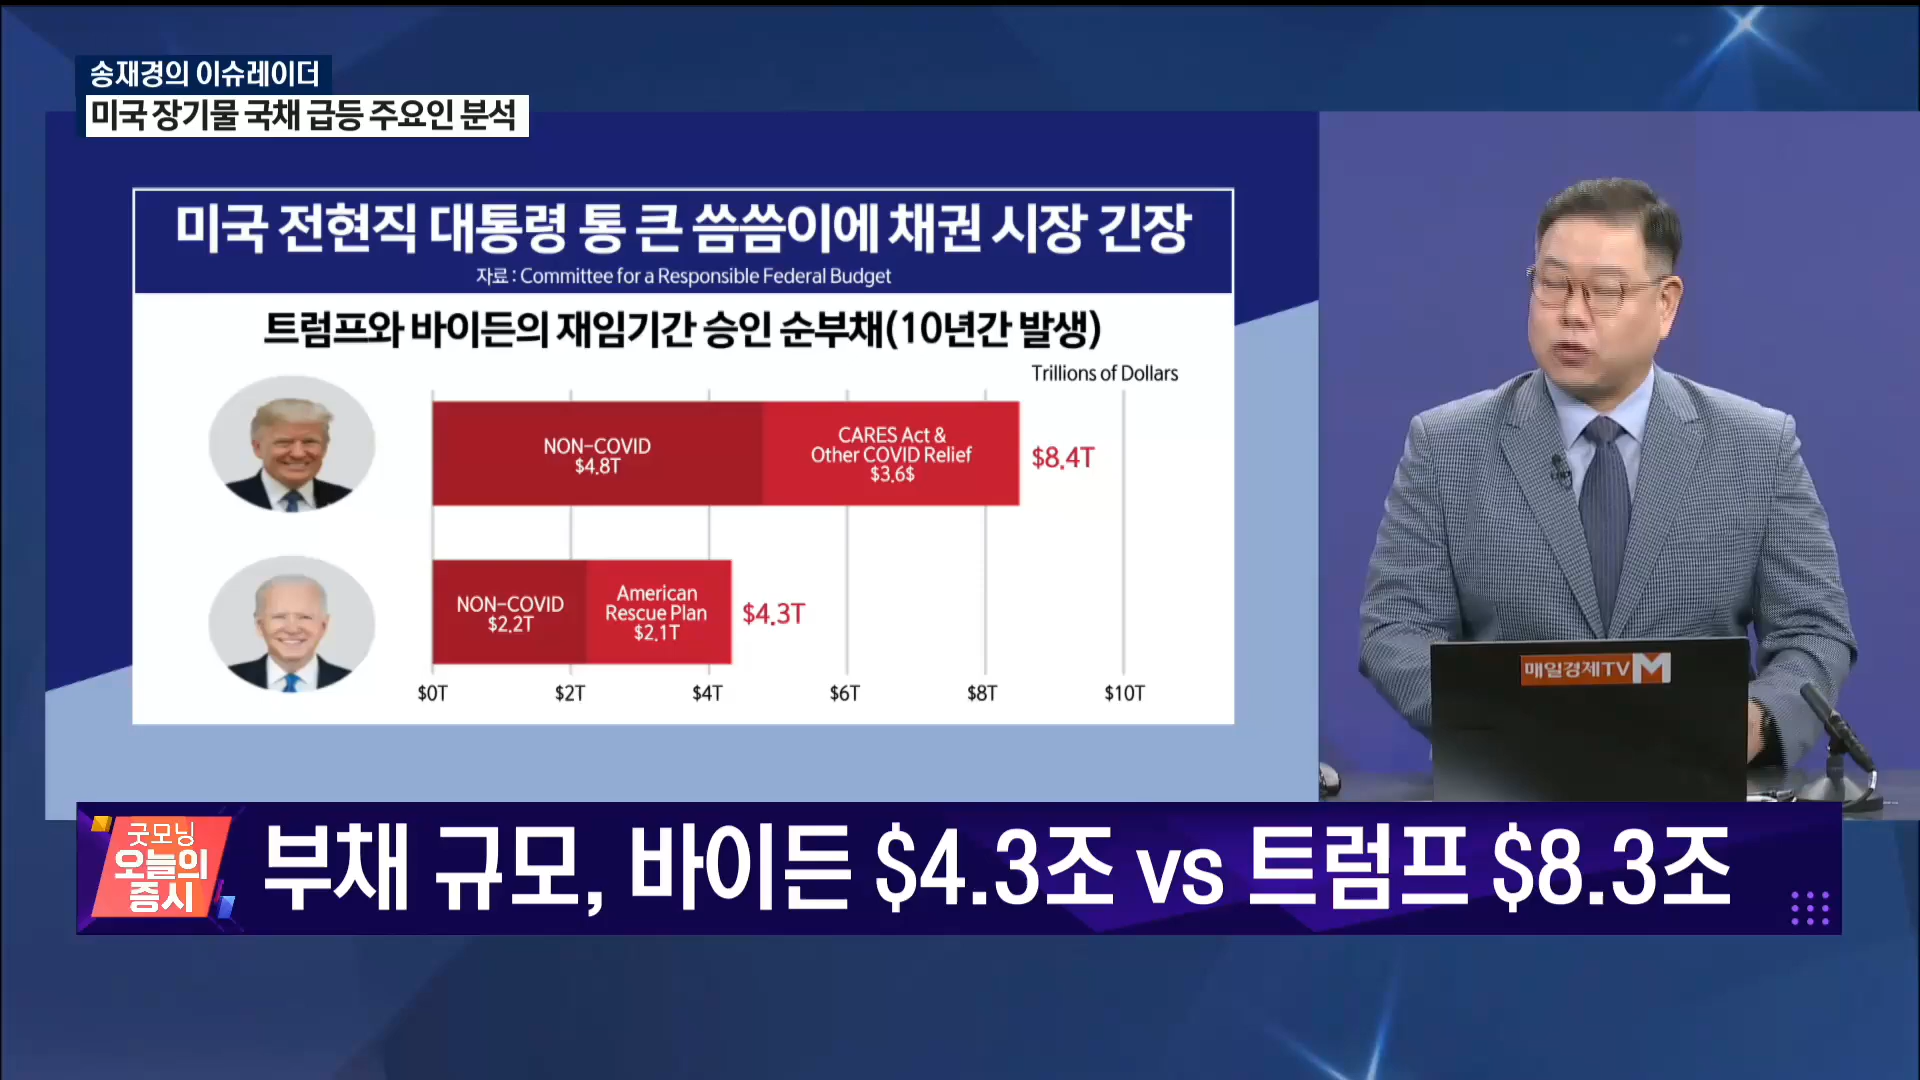 송재경의 이슈레이더
미국 장기물 국채 급등 주요인 분석
미국 전현직 대통령 통 큰 씀씀이에 채권 시장 긴장
자료 : Committee for a Responsible Federal Budget
트럼프와 바이든의 재임기간 승인 순부채(10년간 발생)
Trillions of Dollars
NON-COVID
$4.8T
CARES Act &
Other COVID Relief
$3.6$
$8.4T
NON-COVID
$2.2T
American
Rescue Plan
$2.1T
$4.3T
$0T $2T $4T $6T $8T $10T
매일경제TV M
굿모닝
오늘의
증시
부채 규모, 바이든 $4.3조 vs 트럼프 $8.3조